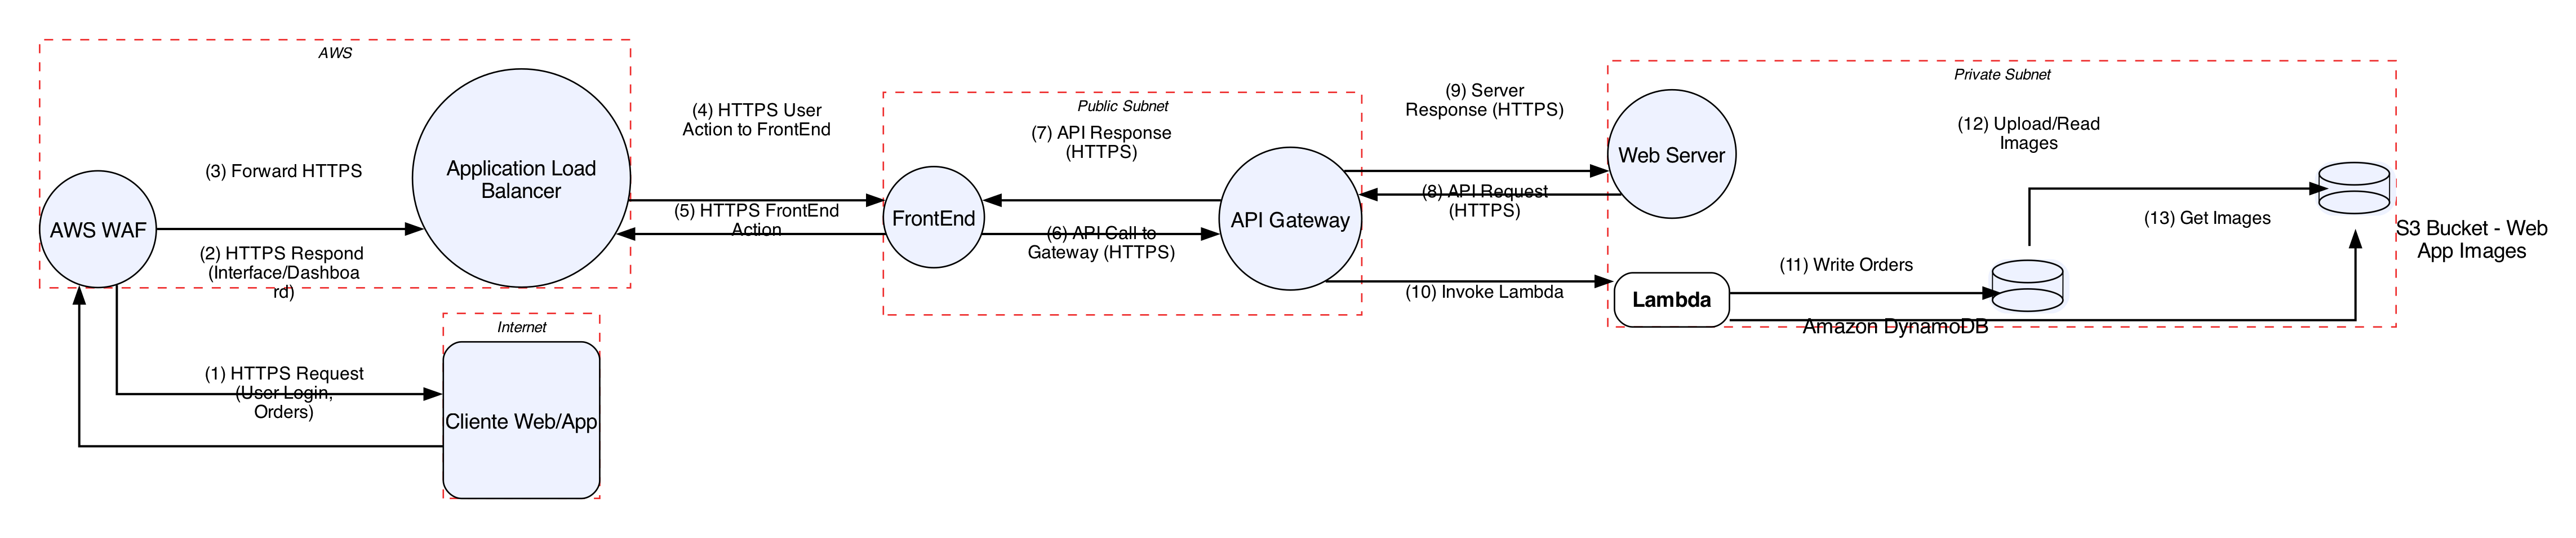 AWS
AWS WAF
(3) Forward HTTPS
(2) HTTPS Respond
(Interface/Dashboa
rd)
Application Load
Balancer
(1) HTTPS Request
(User Login,
Orders)
Internet
Cliente Web/App
(4) HTTPS User
Action to FrontEnd
(5) HTTPS FrontEnd
Action
Public Subnet
FrontEnd
(7) API Response
(HTTPS)
(6) API Call to
Gateway (HTTPS)
API Gateway
(9) Server
Response (HTTPS)
(8) API Request
(HTTPS)
(10) Invoke Lambda
Private Subnet
Web Server
Lambda
(11) Write Orders
Amazon DynamoDB
(12) Upload/Read
Images
(13) Get Images
S3 Bucket - Web
App Images